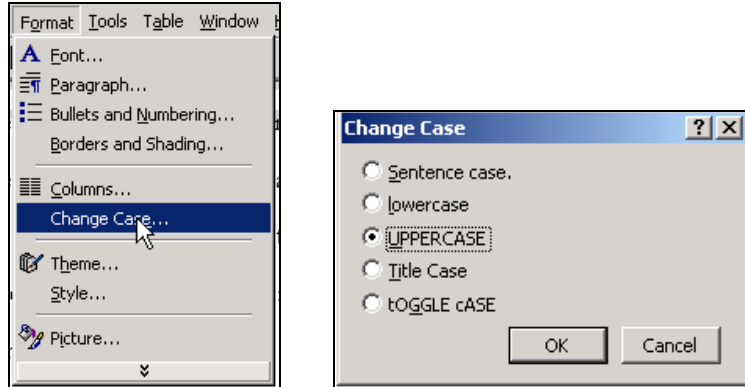 Format Tools Table Window
Font...
Paragraph...
Bullets and Numbering...
Borders and Shading...
Columns...
Change Case...
Theme...
Style...
Picture...
Change Case
Sentence case.
lowercase
UPPERCASE
Title Case
tOGGLE cASE
OK Cancel